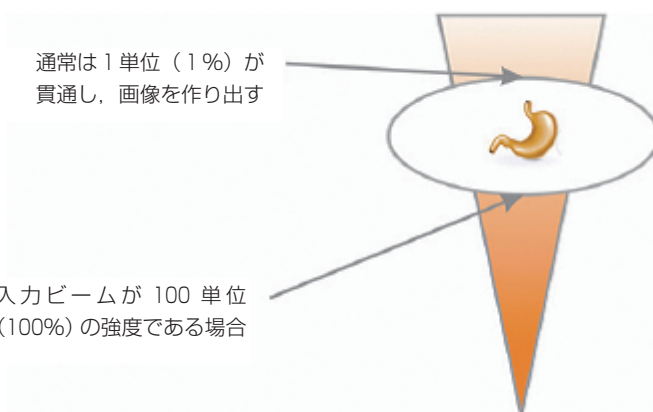 通常は1単位（1%）が
貫通し，画像を作り出す
入力ビームが 100 単位
（100%）の強度である場合